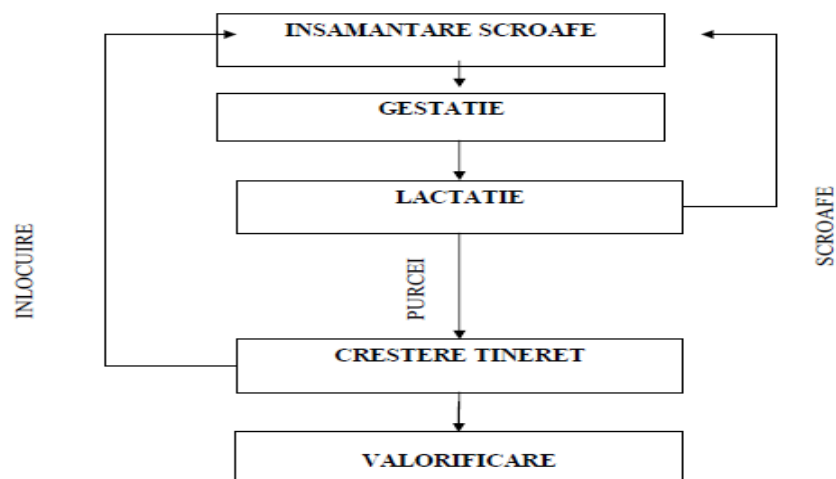 INSAMANTARE SCROAFE
GESTATIE
LACTATIE
INLOCUIRE
PURCEI
SCROAFE
CRESTERE TINERET
VALORIFICARE